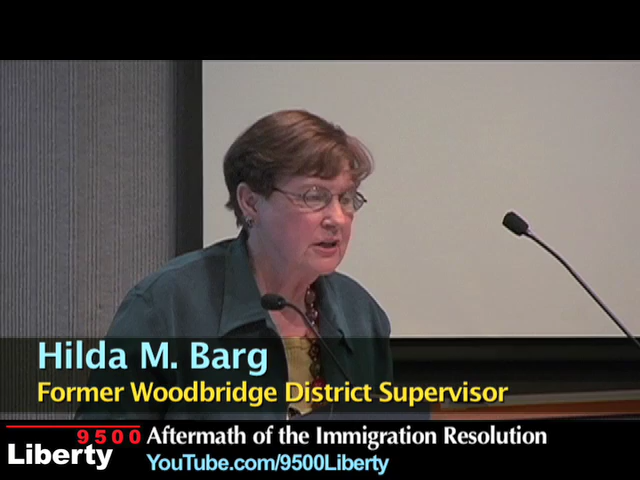 Hilda M. Barg
Former Woodbridge District Supervisor
9500 Aftermath of the Immigration Resolution
Liberty YouTube.com/9500Liberty